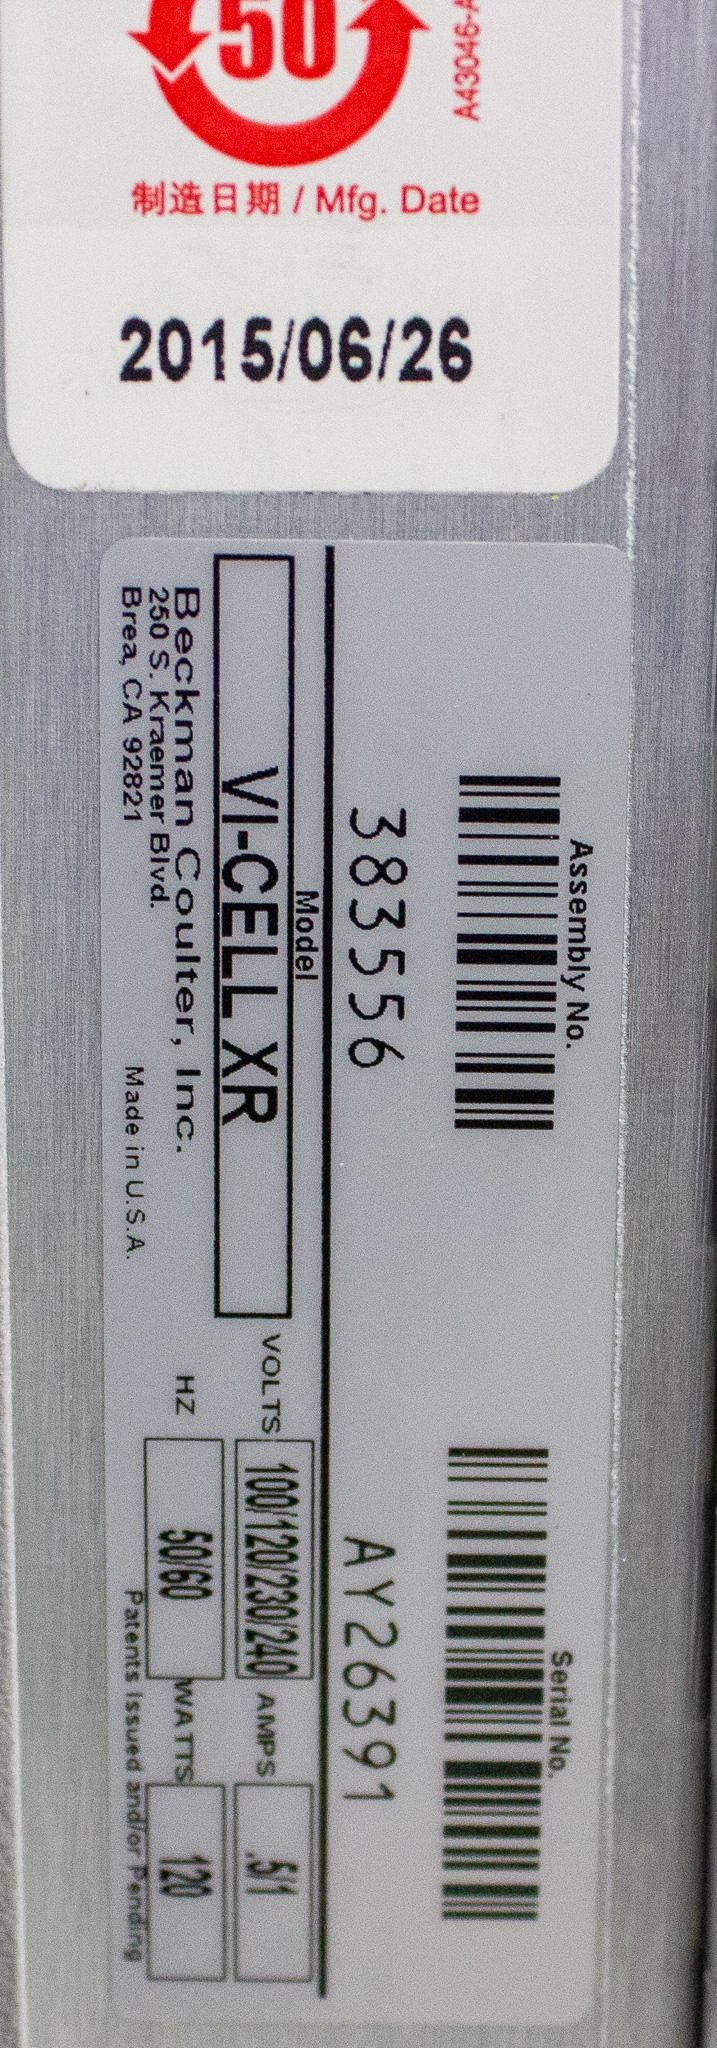 50
A43046-A
制造日期 / Mfg. Date
2015/06/26
Assembly No.
383556
Serial No.
AY26391
Model
VI-CELL XR
VOLTS 100/120/230/240 AMPS .5/1
HZ 50/60 WATTS 120
Beckman Coulter, Inc.
250 S. Kraemer Blvd.
Brea, CA 92821
Made in U.S.A.
Patents Issued and/or Pending